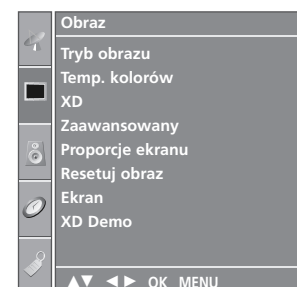 Obraz
Tryb obrazu
Temp. kolorów
XD
Zaawansowany
Proporcje ekranu
Resetuj obraz
Ekran
XD Demo
▲▼ ◄► OK MENU